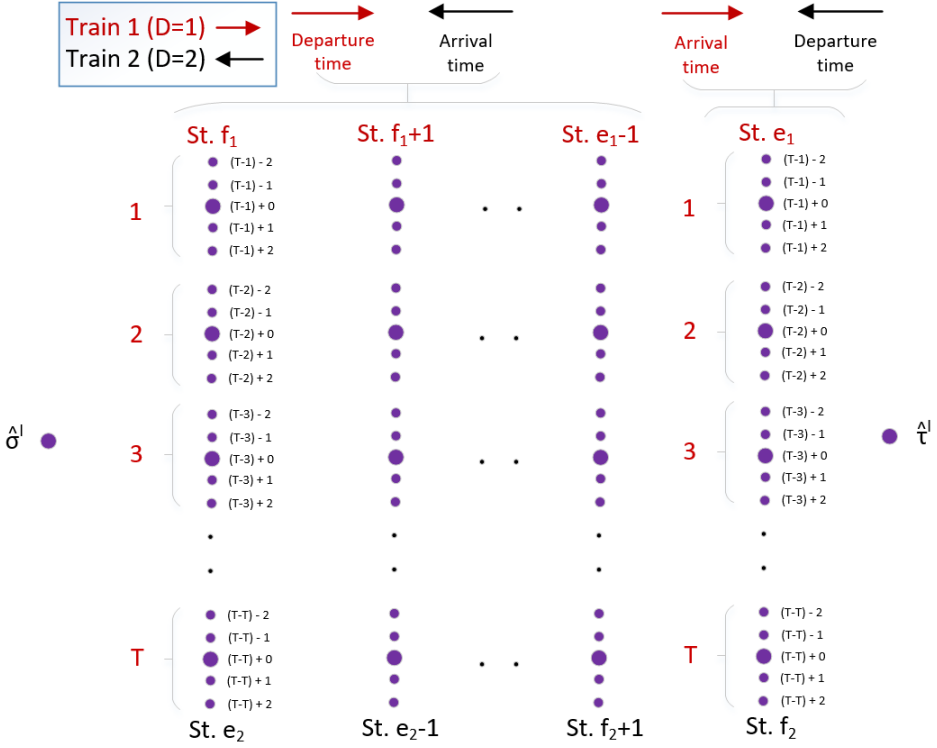 Train 1 (D=1)
Train 2 (D=2)
Departure
time
Arrival
time
Arrival
time
Departure
time
St. f₁
St. f₁+1
St. e₁-1
St. e₁
1
(T-1) - 2
(T-1) - 1
(T-1) + 0
(T-1) + 1
(T-1) + 2
1
(T-1) - 2
(T-1) - 1
(T-1) + 0
(T-1) + 1
(T-1) + 2
2
(T-2) - 2
(T-2) - 1
(T-2) + 0
(T-2) + 1
(T-2) + 2
2
(T-2) - 2
(T-2) - 1
(T-2) + 0
(T-2) + 1
(T-2) + 2
σ̂ˡ
3
(T-3) - 2
(T-3) - 1
(T-3) + 0
(T-3) + 1
(T-3) + 2
3
(T-3) - 2
(T-3) - 1
(T-3) + 0
(T-3) + 1
(T-3) + 2
τ̂ˡ
T
(T-T) - 2
(T-T) - 1
(T-T) + 0
(T-T) + 1
(T-T) + 2
T
(T-T) - 2
(T-T) - 1
(T-T) + 0
(T-T) + 1
(T-T) + 2
St. e₂
St. e₂-1
St. f₂+1
St. f₂